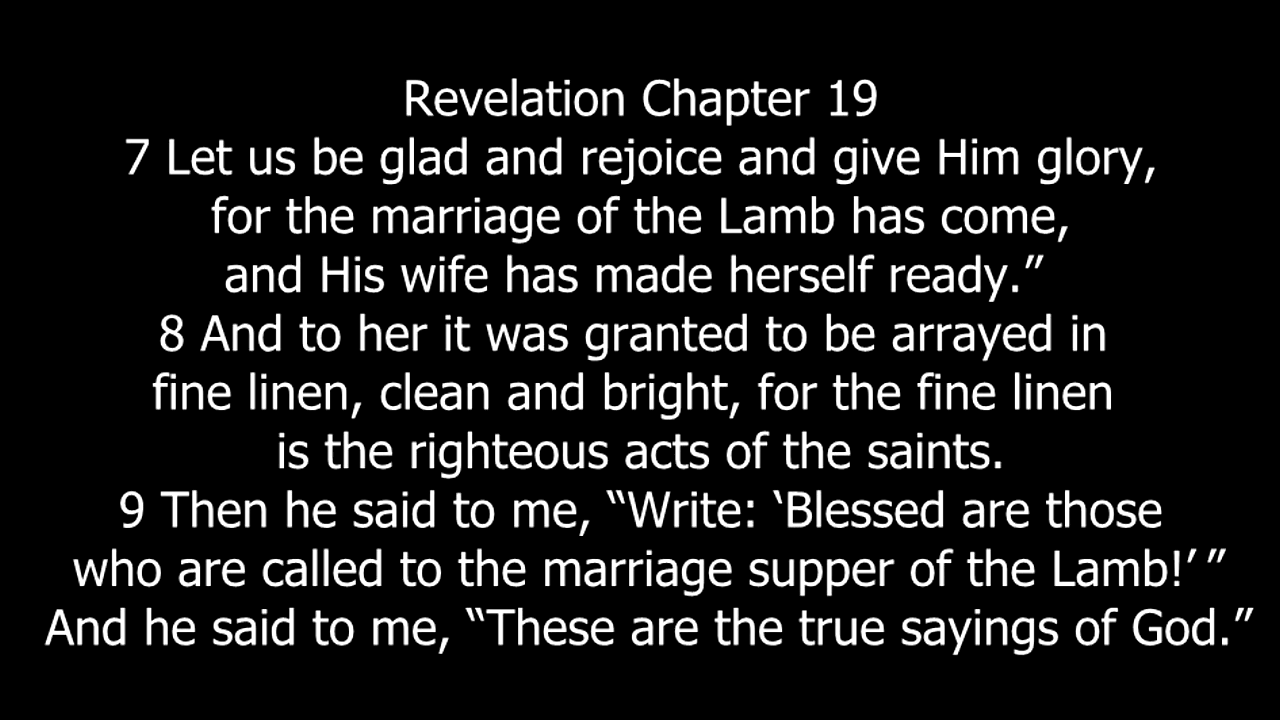 Revelation Chapter 19
7 Let us be glad and rejoice and give Him glory,
for the marriage of the Lamb has come,
and His wife has made herself ready.”
8 And to her it was granted to be arrayed in
fine linen, clean and bright, for the fine linen
is the righteous acts of the saints.
9 Then he said to me, “Write: ‘Blessed are those
who are called to the marriage supper of the Lamb!’ ”
And he said to me, “These are the true sayings of God.”